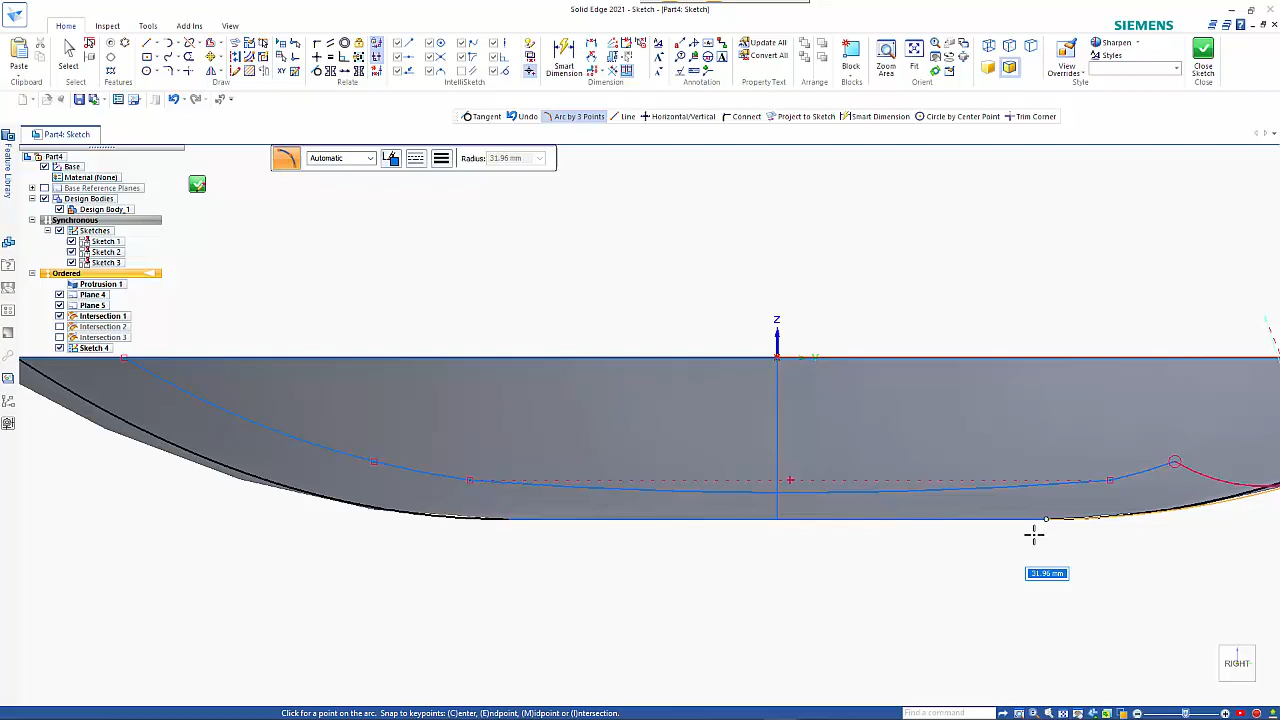 Solid Edge 2021 - Sketch - [Part4: Sketch]
Home Inspect Tools Add Ins View
SIEMENS
Paste
Select
Smart Dimension
Update All
Convert All
Block
Zoom Area
Fit
View Overrides
Sharpen
Styles
Close Sketch
Clipboard Select Features Draw Relate IntelliSketch Dimension Annotation Property Text Arrange Blocks Orient Style Close
Tangent Undo Arc by 3 Points Line Horizontal/Vertical Connect Project to Sketch Smart Dimension Circle by Center Point Trim Corner
Part4: Sketch
Feature Library
Automatic
Radius: 31.96 mm
Part4
Base
Material (None)
Base Reference Planes
Design Bodies
Design Body_1
Synchronous
Sketches
Sketch 1
Sketch 2
Sketch 3
Ordered
Protrusion 1
Plane 4
Plane 5
Intersection 1
Intersection 2
Intersection 3
Sketch 4
Z
Y
31.96 mm
RIGHT
Click for a point on the arc. Snap to keypoints: (C)enter, (E)ndpoint, (M)idpoint or (I)ntersection.
Find a command